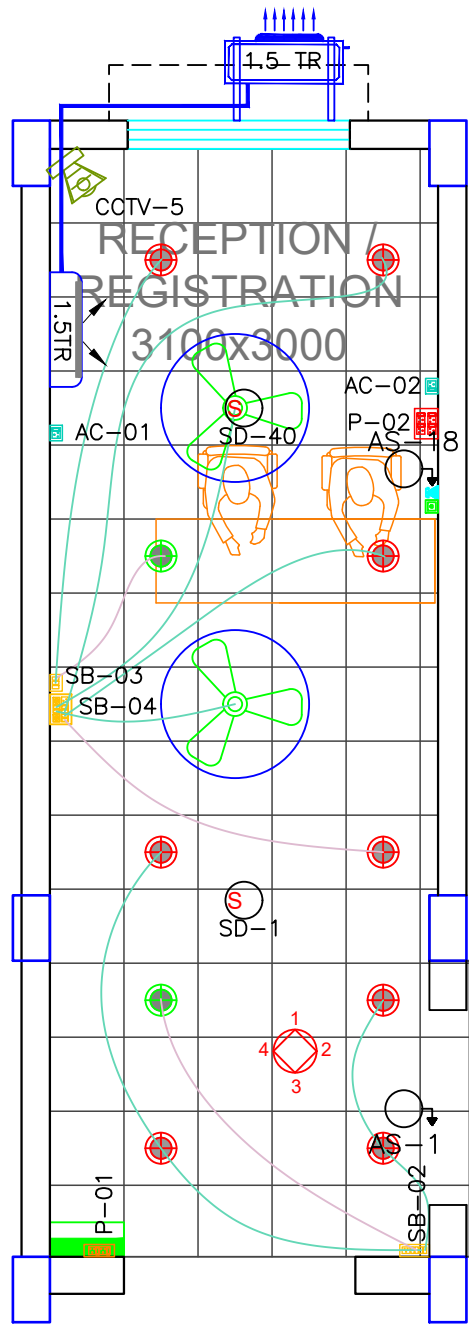 1.5 TR
CCTV-5
RECEPTION /
REGISTRATION
3100x3000
1.5TR
AC-02
P-02
AC-01
S
SD-40
AS-18
SB-03
SB-04
S
SD-1
1
4 2
3
AS-1
P-01
SB-02